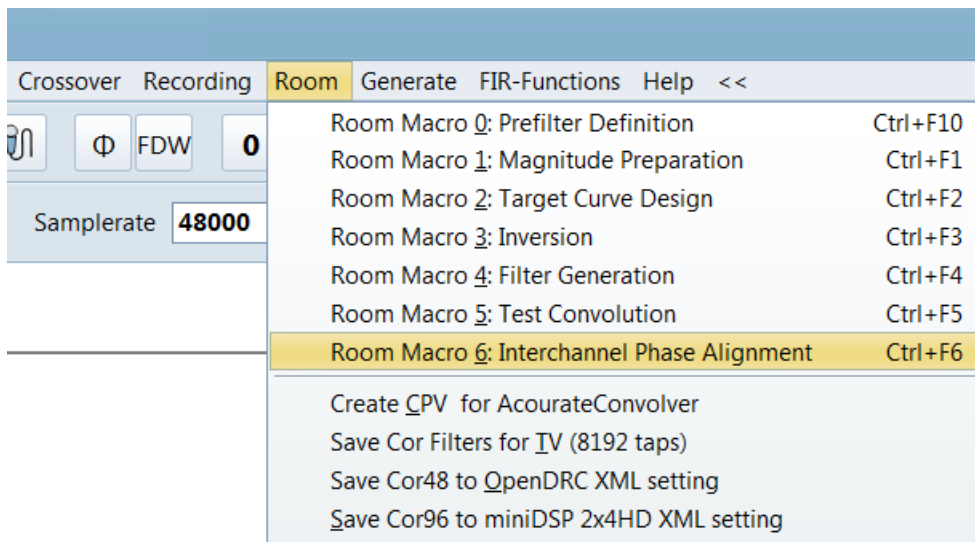 Crossover Recording Room Generate FIR-Functions Help <<
Φ FDW 0
Samplerate 48000
Room Macro 0: Prefilter Definition Ctrl+F10
Room Macro 1: Magnitude Preparation Ctrl+F1
Room Macro 2: Target Curve Design Ctrl+F2
Room Macro 3: Inversion Ctrl+F3
Room Macro 4: Filter Generation Ctrl+F4
Room Macro 5: Test Convolution Ctrl+F5
Room Macro 6: Interchannel Phase Alignment Ctrl+F6
Create CPV for AcourateConvolver
Save Cor Filters for TV (8192 taps)
Save Cor48 to OpenDRC XML setting
Save Cor96 to miniDSP 2x4HD XML setting